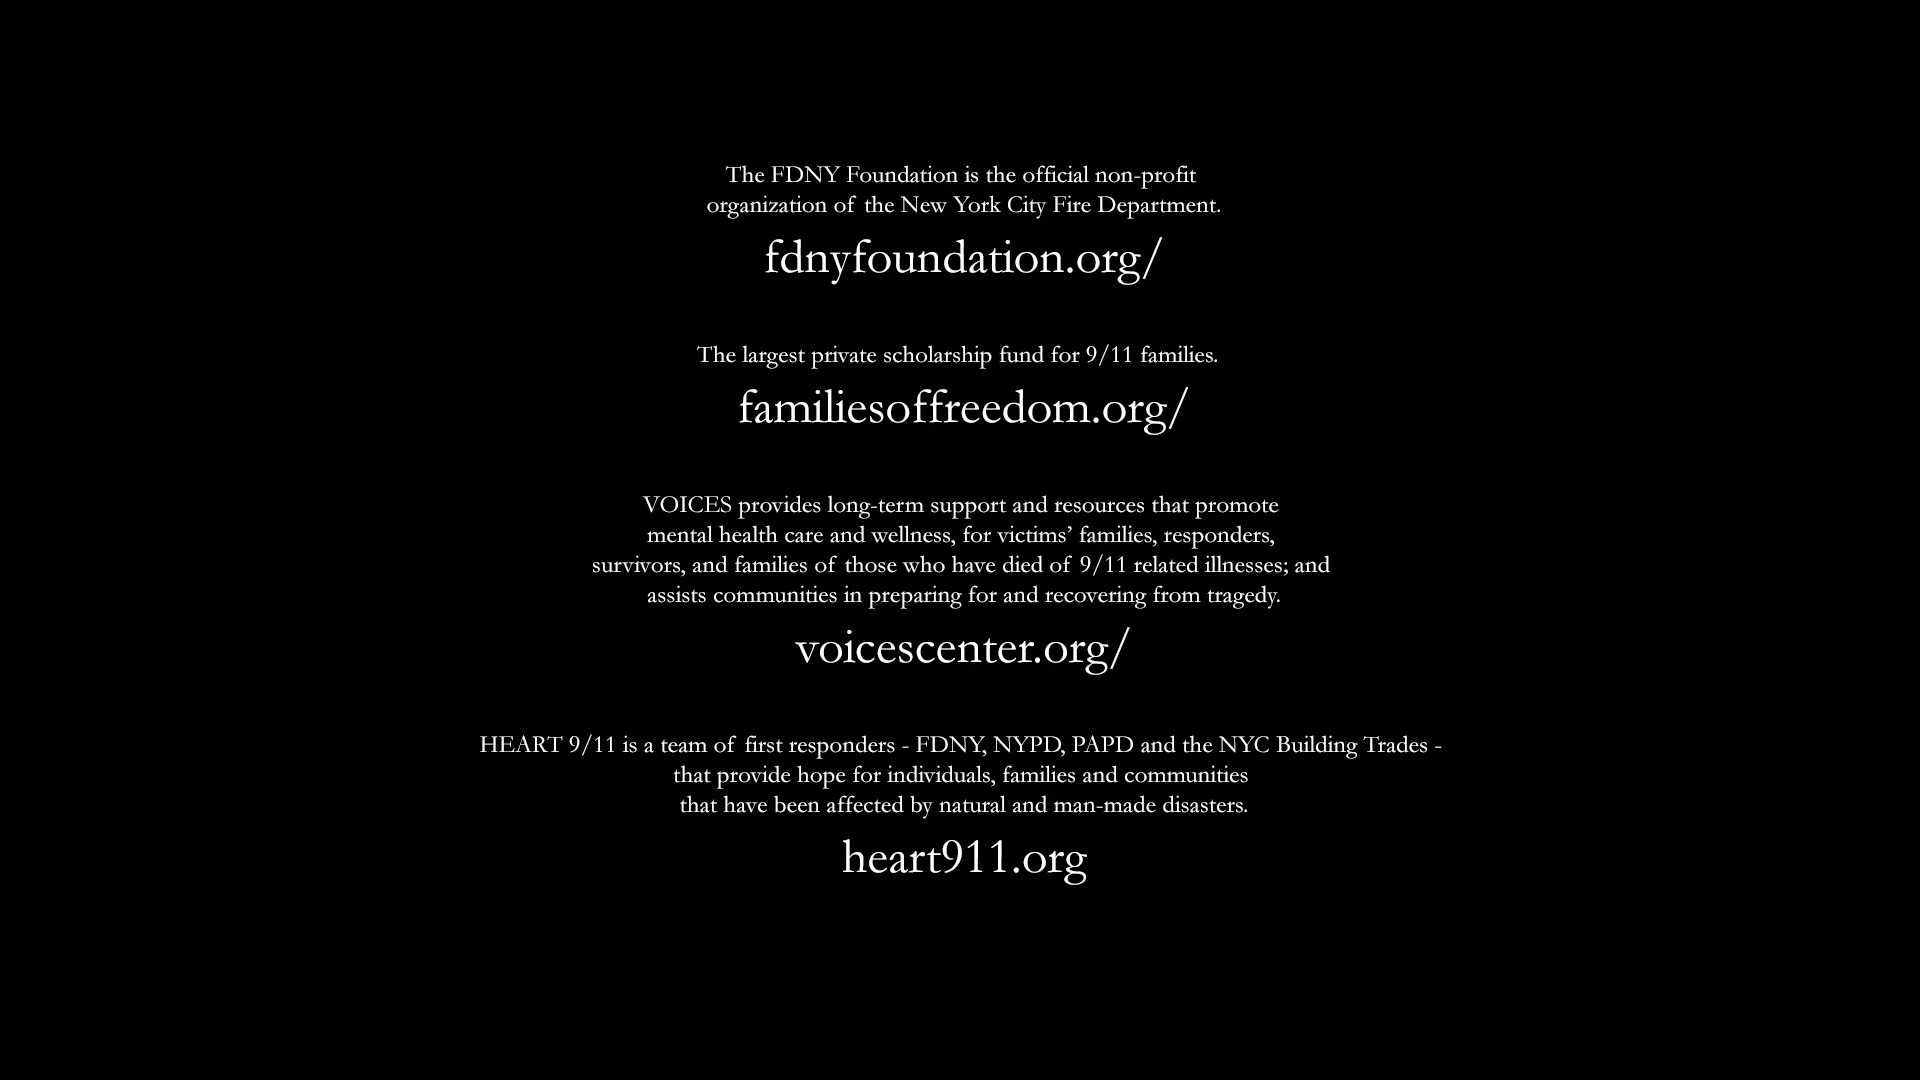 The FDNY Foundation is the official non-profit
organization of the New York City Fire Department.
fdnyfoundation.org/
The largest private scholarship fund for 9/11 families.
familiesoffreedom.org/
VOICES provides long-term support and resources that promote
mental health care and wellness, for victims’ families, responders,
survivors, and families of those who have died of 9/11 related illnesses; and
assists communities in preparing for and recovering from tragedy.
voicescenter.org/
HEART 9/11 is a team of first responders - FDNY, NYPD, PAPD and the NYC Building Trades -
that provide hope for individuals, families and communities
that have been affected by natural and man-made disasters.
heart911.org